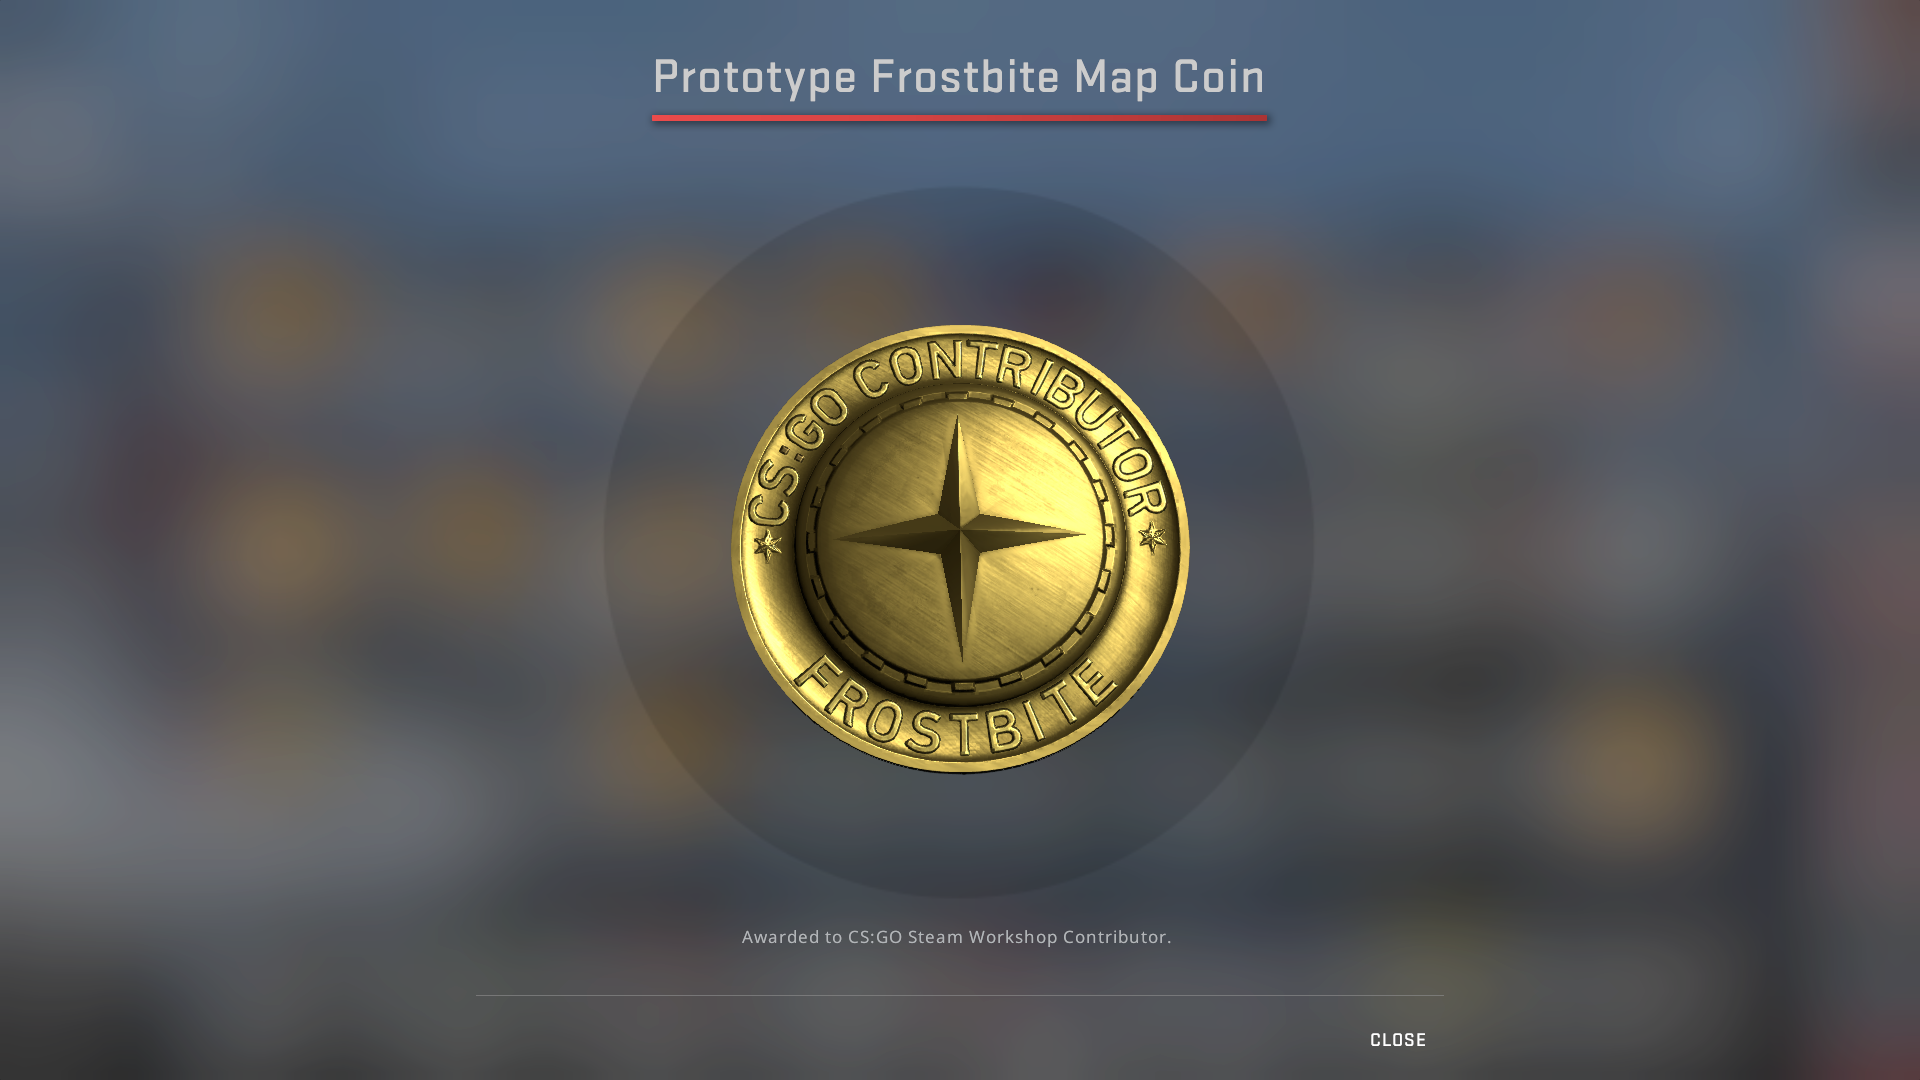 Prototype Frostbite Map Coin
CS:GO CONTRIBUTOR
FROSTBITE
Awarded to CS:GO Steam Workshop Contributor.
CLOSE